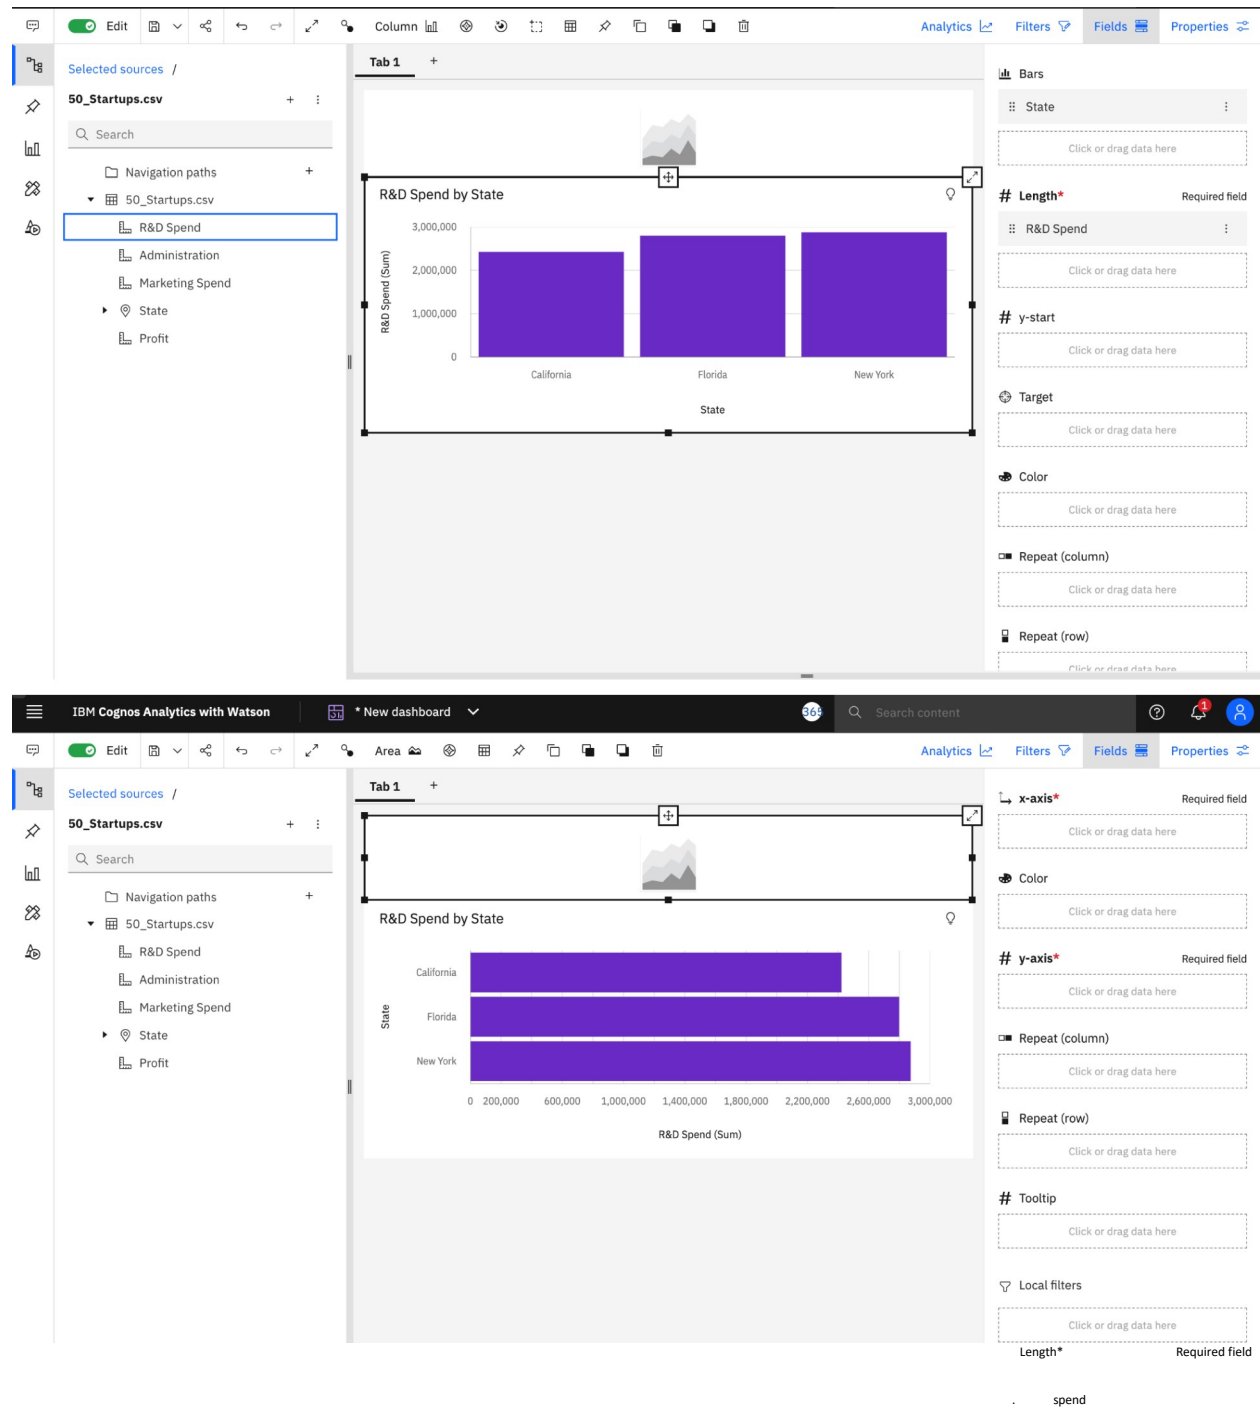 Edit
Column
Analytics
Filters
Fields
Properties
Selected sources /
50_Startups.csv
Search
Navigation paths
50_Startups.csv
R&D Spend
Administration
Marketing Spend
State
Profit
Tab 1
R&D Spend by State
R&D Spend (Sum)
3,000,000
2,000,000
1,000,000
0
California
Florida
New York
State
Bars
State
Click or drag data here
# Length* Required field
R&D Spend
Click or drag data here
# y-start
Click or drag data here
Target
Click or drag data here
Color
Click or drag data here
Repeat (column)
Click or drag data here
Repeat (row)
Click or drag data here
IBM Cognos Analytics with Watson
* New dashboard
365
Search content
1
Edit
Area
Analytics
Filters
Fields
Properties
Selected sources /
50_Startups.csv
Search
Navigation paths
50_Startups.csv
R&D Spend
Administration
Marketing Spend
State
Profit
Tab 1
R&D Spend by State
State
California
Florida
New York
0 200,000 600,000 1,000,000 1,400,000 1,800,000 2,200,000 2,600,000 3,000,000
R&D Spend (Sum)
x-axis* Required field
Click or drag data here
Color
Click or drag data here
# y-axis* Required field
Click or drag data here
Repeat (column)
Click or drag data here
Repeat (row)
Click or drag data here
# Tooltip
Click or drag data here
Local filters
Click or drag data here
Length* Required field
. spend